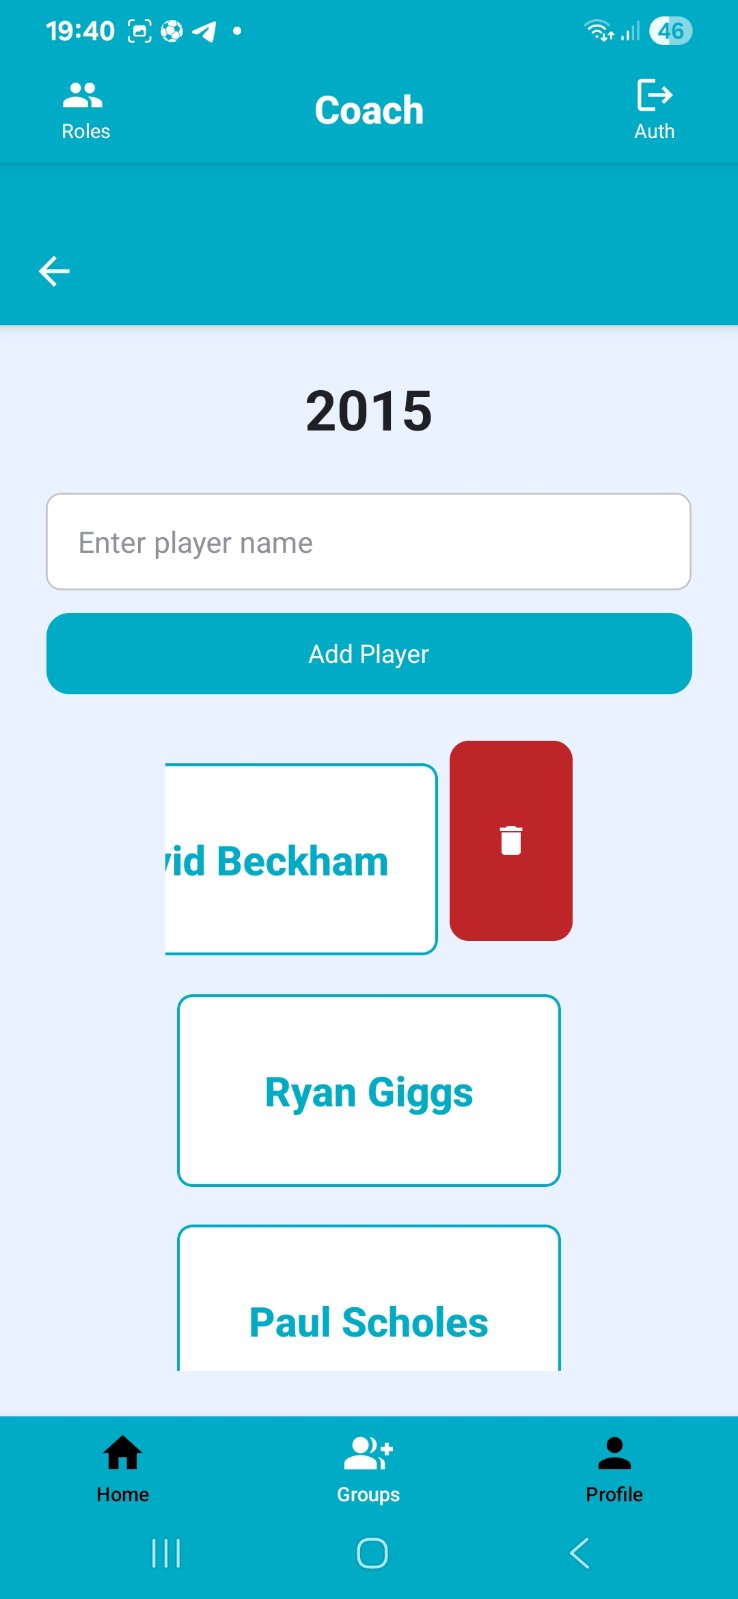 19:40
46
Roles
Coach
Auth
2015
Enter player name
Add Player
vid Beckham
Ryan Giggs
Paul Scholes
Home
Groups
Profile